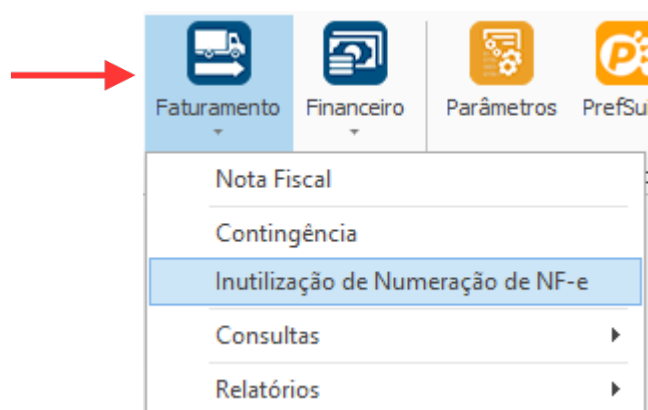 Faturamento Financeiro Parâmetros
Nota Fiscal
Contingência
Inutilização de Numeração de NF-e
Consultas
Relatórios